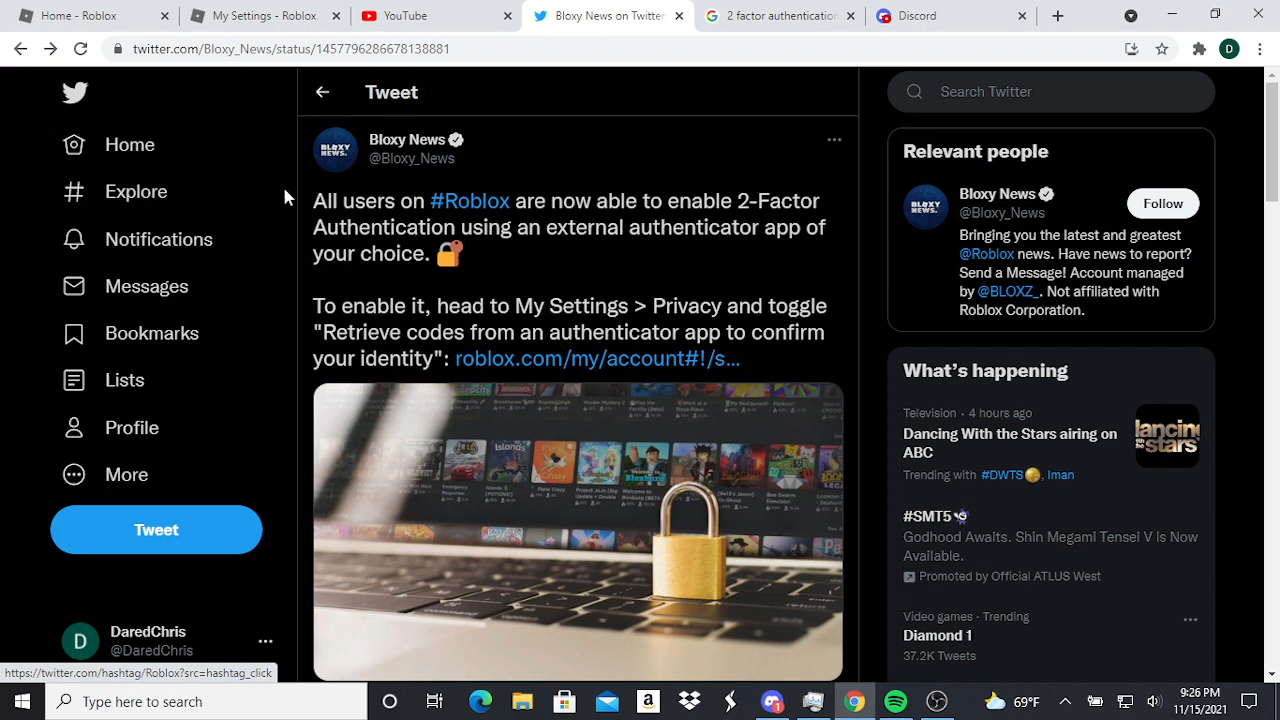 Home - Roblox
My Settings - Roblox
YouTube
Bloxy News on Twitter
2 factor authentication
Discord
twitter.com/Bloxy_News/status/1457796286678138881
D
Home
Explore
Notifications
Messages
Bookmarks
Lists
Profile
More
Tweet
D
DaredChris
@DaredChris
https://twitter.com/hashtag/Roblox?src=hashtag_click
Tweet
BLOXY
NEWS.
Bloxy News
@Bloxy_News
All users on #Roblox are now able to enable 2-Factor
Authentication using an external authenticator app of
your choice.
To enable it, head to My Settings > Privacy and toggle
"Retrieve codes from an authenticator app to confirm
your identity": roblox.com/my/account#!/s...
Islands
return
Search Twitter
Relevant people
BLOXY
NEWS.
Bloxy News
@Bloxy_News
Follow
Bringing you the latest and greatest
@Roblox news. Have news to report?
Send a Message! Account managed
by @BLOXZ_. Not affiliated with
Roblox Corporation.
What's happening
Television · 4 hours ago
Dancing With the Stars airing on
ABC
Trending with #DWTS, Iman
#SMT5
Godhood Awaits. Shin Megami Tensei V is Now
Available.
Promoted by Official ATLUS West
Video games · Trending
Diamond 1
37.2K Tweets
Type here to search
69°F
9:26 PM
11/15/2021